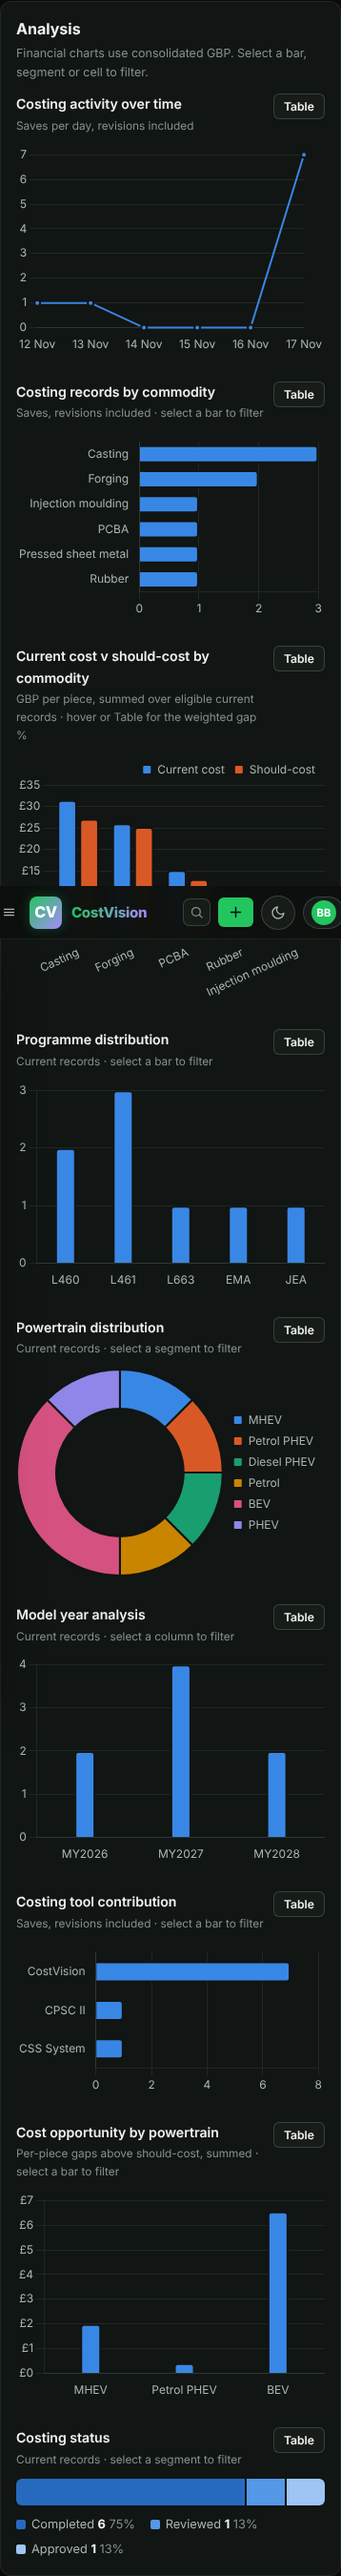 Analysis
Financial charts use consolidated GBP. Select a bar,
segment or cell to filter.
Costing activity over time
Table
Saves per day, revisions included
7
6
5
4
3
2
1
0
12 Nov 13 Nov 14 Nov 15 Nov 16 Nov 17 Nov
Costing records by commodity
Table
Saves, revisions included · select a bar to filter
Casting
Forging
Injection moulding
PCBA
Pressed sheet metal
Rubber
0 1 2 3
Current cost v should-cost by
commodity
Table
GBP per piece, summed over eligible current
records · hover or Table for the weighted gap
%
Current cost Should-cost
£35
£30
£25
£20
£15
CV CostVision + BB
Casting Forging PCBA Rubber Injection moulding
Programme distribution
Table
Current records · select a bar to filter
3
2
1
0
L460 L461 L663 EMA JEA
Powertrain distribution
Table
Current records · select a segment to filter
MHEV
Petrol PHEV
Diesel PHEV
Petrol
BEV
PHEV
Model year analysis
Table
Current records · select a column to filter
4
3
2
1
0
MY2026 MY2027 MY2028
Costing tool contribution
Table
Saves, revisions included · select a bar to filter
CostVision
CPSC II
CSS System
0 2 4 6 8
Cost opportunity by powertrain
Table
Per-piece gaps above should-cost, summed ·
select a bar to filter
£7
£6
£5
£4
£3
£2
£1
£0
MHEV Petrol PHEV BEV
Costing status
Table
Current records · select a segment to filter
Completed 6 75% Reviewed 1 13%
Approved 1 13%